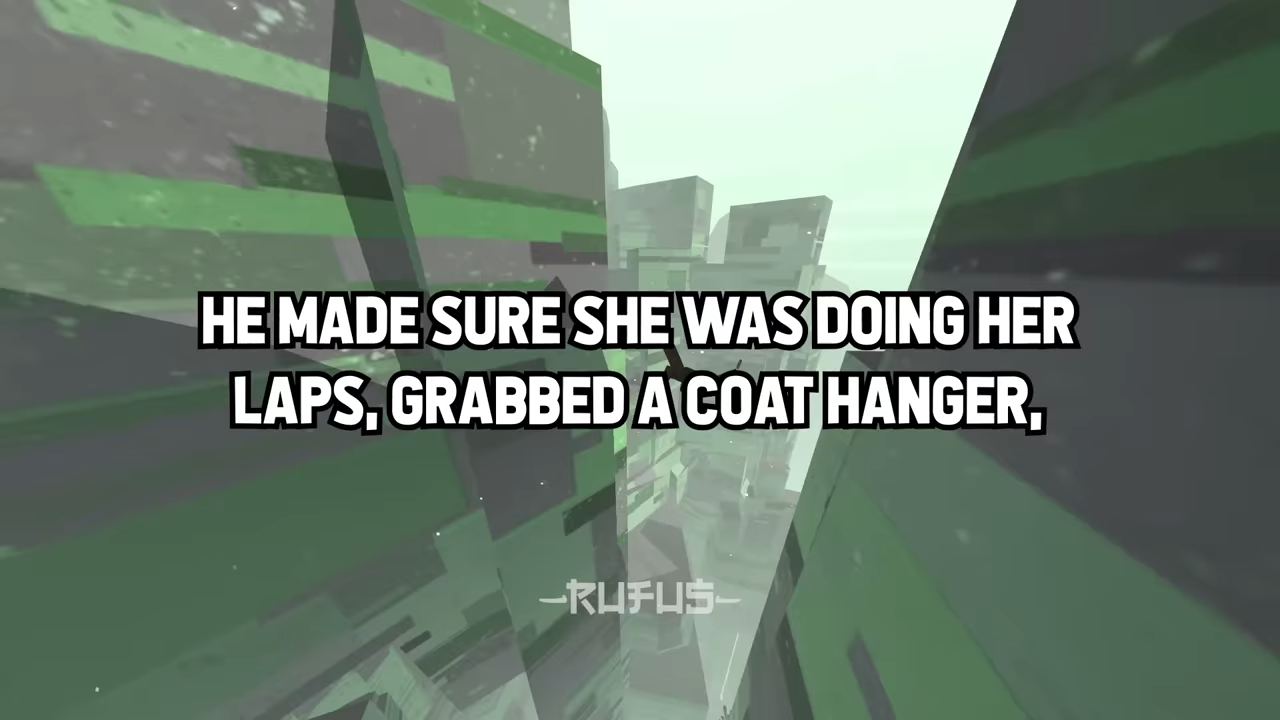 HE MADE SURE SHE WAS DOING HER
LAPS, GRABBED A COAT HANGER,
RUFUS